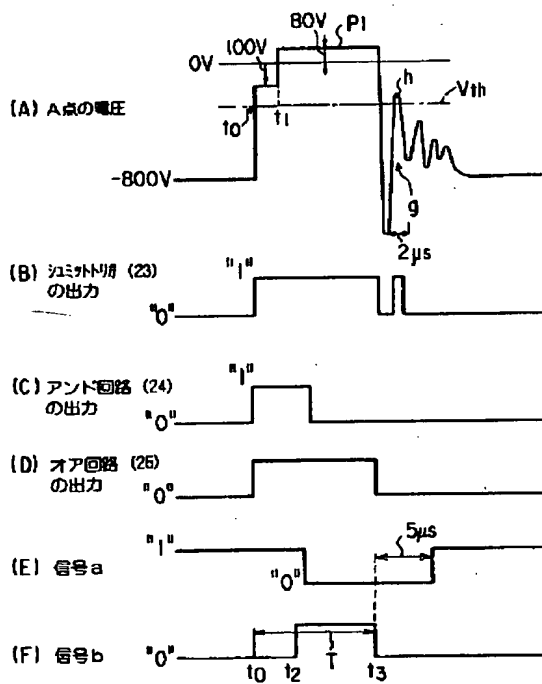 80V P1
100V
0V
h
Vth
(A) A点の電圧
t0 t1
-800V
g
2μs
(B) シュミットトリガ (23)
の出力
"1"
"0"
(C) アンド回路 (24)
の出力
"1"
"0"
(D) オア回路 (26)
の出力
"0"
(E) 信号a
"1"
"0"
5μs
(F) 信号b
"0"
T
t0 t2 t3